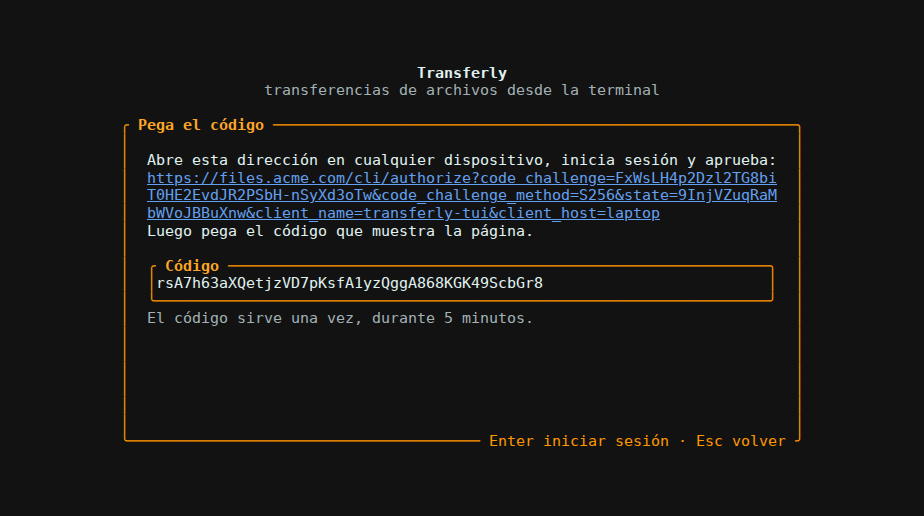 Transferly
transferencias de archivos desde la terminal
Pega el código
Abre esta dirección en cualquier dispositivo, inicia sesión y aprueba:
https://files.acme.com/cli/authorize?code_challenge=FxWsLH4p2Dzl2TG8bi
T0HE2EvdJR2PSbH-nSyXd3oTw&code_challenge_method=S256&state=9InjVZuqRaM
bWVoJBBuXnw&client_name=transferly-tui&client_host=laptop
Luego pega el código que muestra la página.
Código
rsA7h63aXQetjzVD7pKsfA1yzQggA868KGK49ScbGr8
El código sirve una vez, durante 5 minutos.
Enter iniciar sesión · Esc volver